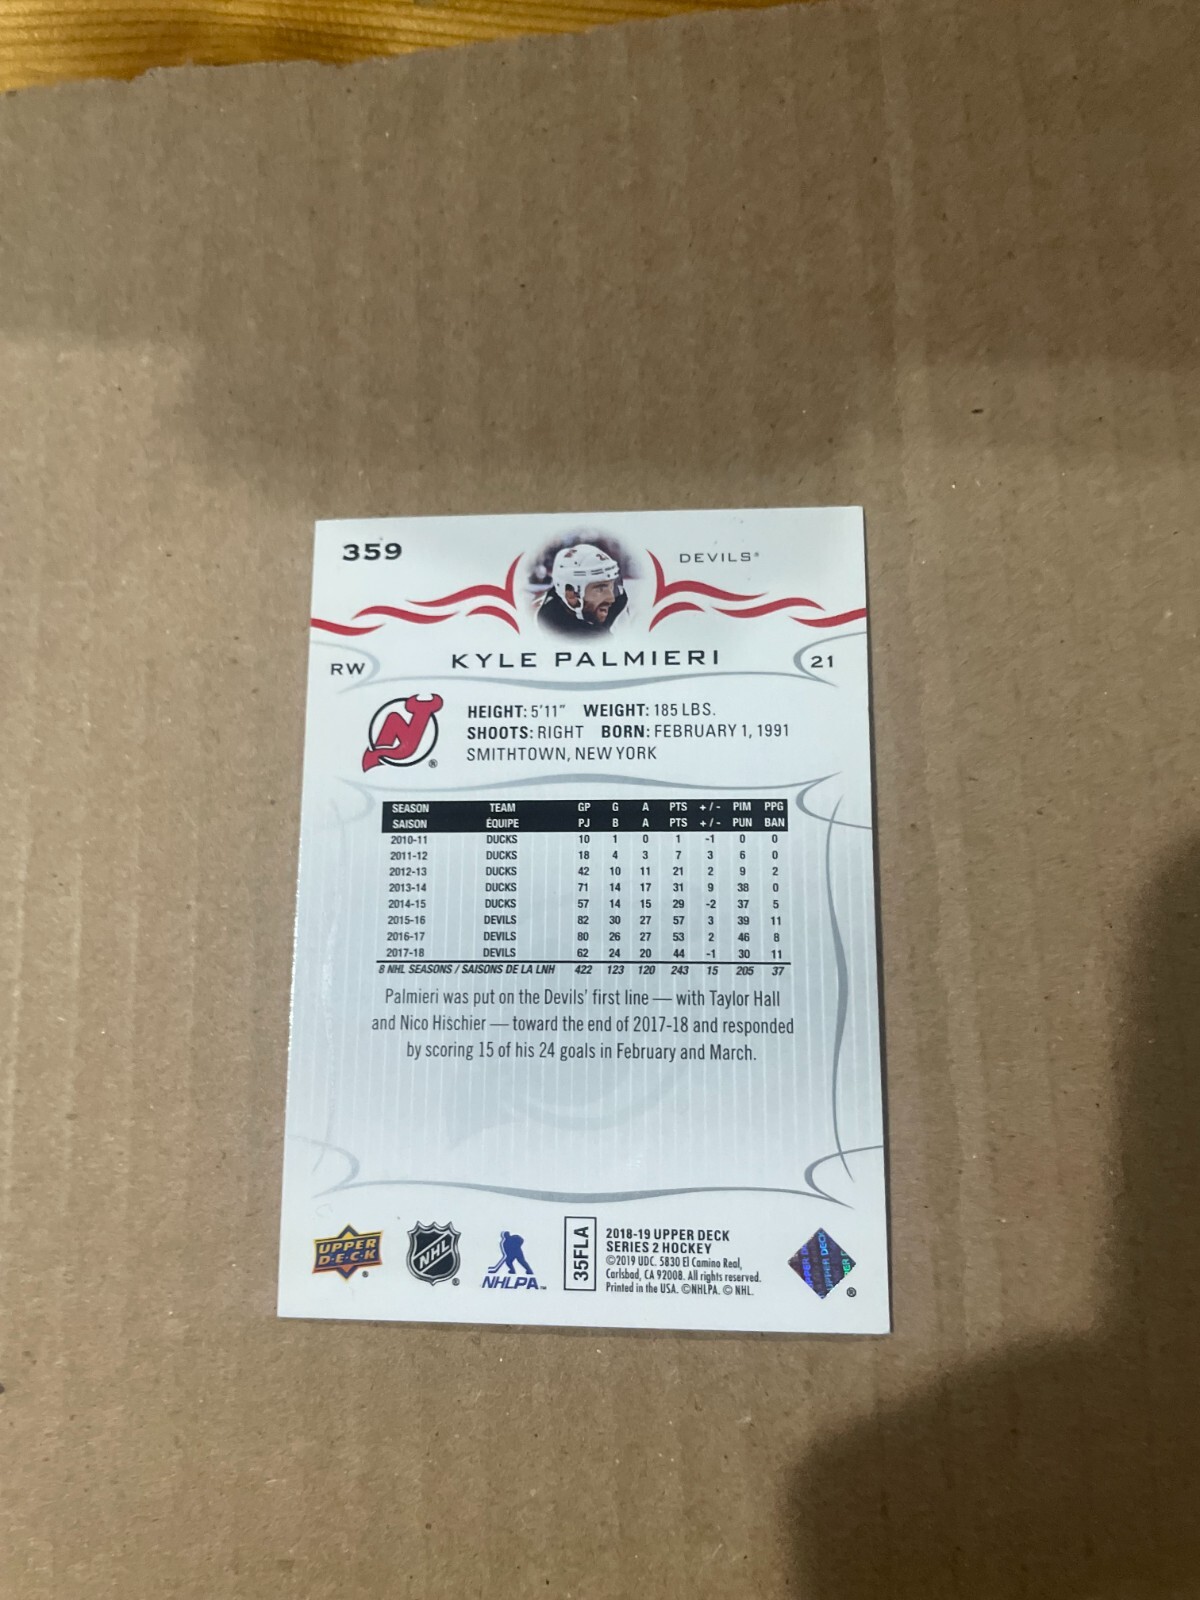 359
DEVILS®
RW
KYLE PALMIERI
21
HEIGHT: 5'11" WEIGHT: 185 LBS.
SHOOTS: RIGHT BORN: FEBRUARY 1, 1991
SMITHTOWN, NEW YORK
SEASON TEAM GP G A PTS +/- PIM PPG
SAISON ÉQUIPE PJ B A PTS +/- PUN BAN
2010-11 DUCKS 10 1 0 1 -1 0 0
2011-12 DUCKS 18 4 3 7 3 6 0
2012-13 DUCKS 42 10 11 21 2 9 2
2013-14 DUCKS 71 14 17 31 9 38 0
2014-15 DUCKS 57 14 15 29 -2 37 5
2015-16 DEVILS 82 30 27 57 3 39 11
2016-17 DEVILS 80 26 27 53 2 46 8
2017-18 DEVILS 62 24 20 44 -1 30 11
8 NHL SEASONS / SAISONS DE LA LNH 422 123 120 243 15 205 37
Palmieri was put on the Devils' first line — with Taylor Hall
and Nico Hischier — toward the end of 2017-18 and responded
by scoring 15 of his 24 goals in February and March.
UPPER
D·E·C·K
®
NHL
®
NHLPA™
35FLA
2018-19 UPPER DECK
SERIES 2 HOCKEY
©2019 UDC. 5830 El Camino Real,
Carlsbad, CA 92008. All rights reserved.
Printed in the USA. ©NHLPA. © NHL.
UPPER DECK
®